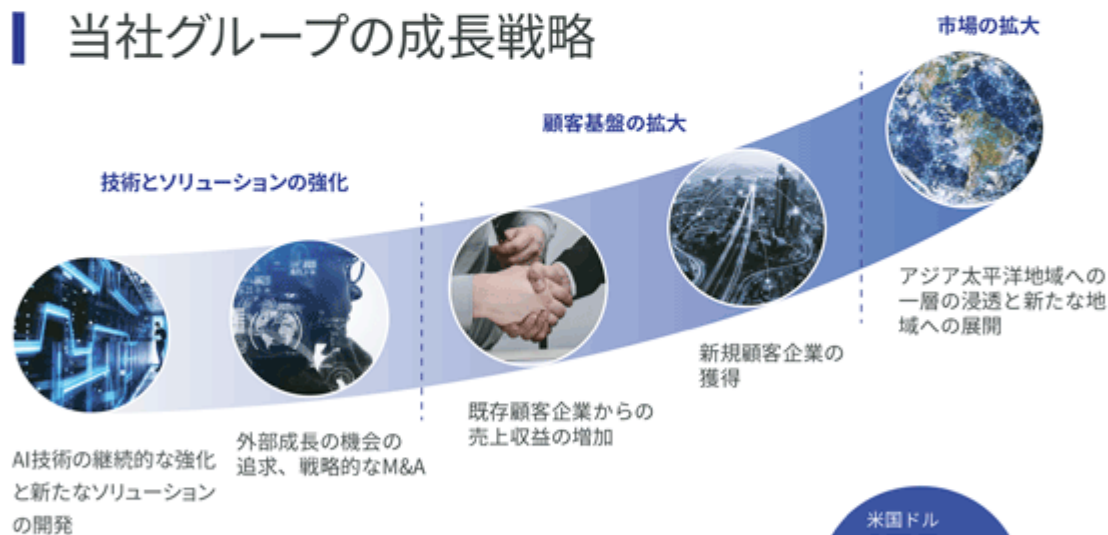 当社グループの成長戦略
市場の拡大
顧客基盤の拡大
技術とソリューションの強化
アジア太平洋地域への
一層の浸透と新たな地
域への展開
新規顧客企業の
獲得
既存顧客企業からの
売上収益の増加
外部成長の機会の
追求、戦略的なM&A
AI技術の継続的な強化
と新たなソリューション
の開発
米国ドル